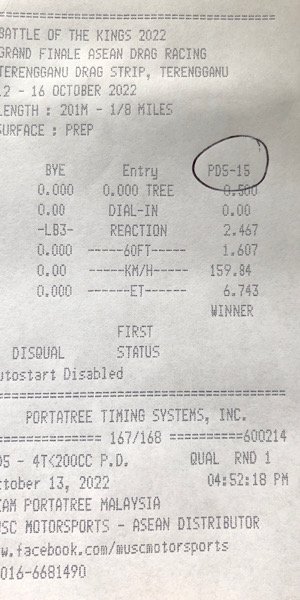 BATTLE OF THE KINGS 2022
GRAND FINALE ASEAN DRAG RACING
TERENGGANU DRAG STRIP, TERENGGANU
12 - 16 OCTOBER 2022
LENGTH : 201M - 1/8 MILES
SURFACE : PREP
BYE Entry PD5-15
0.000 0.000 TREE 0.500
0.00 DIAL-IN 0.00
-LB3- REACTION 2.467
0.000 -----60FT----- 1.607
0.00 -----KM/H----- 159.84
0.000 ------ET------ 6.743
WINNER
FIRST
DISQUAL STATUS
utostart Disabled
PORTATREE TIMING SYSTEMS, INC.
============ 167/168 ==========600214
D5 - 4T<200CC P.D. QUAL RND 1
ctober 13, 2022 04:52:18 PM
EAM PORTATREE MALAYSIA
USC MOTORSPORTS - ASEAN DISTRIBUTOR
w.facebook.com/muscmotorsports
016-6681490